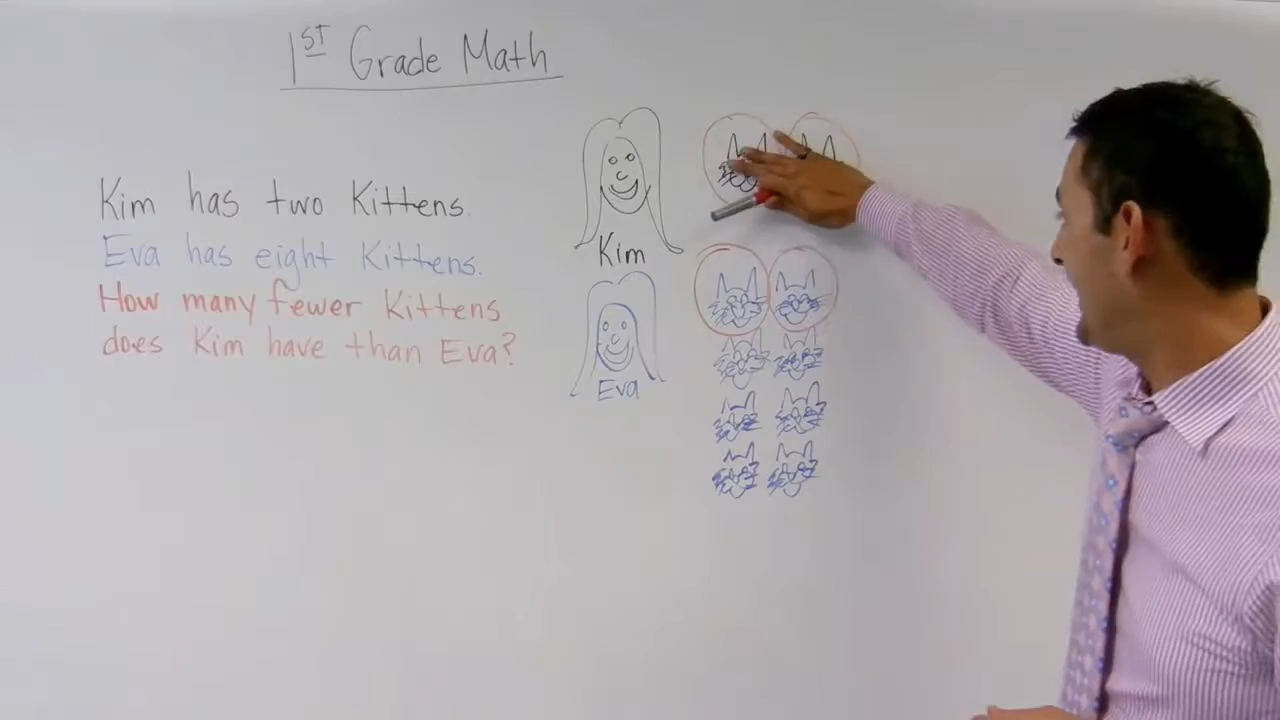 1ST Grade Math
Kim has two Kittens.
Eva has eight Kittens.
How many fewer Kittens
does Kim have than Eva?
Kim
Eva